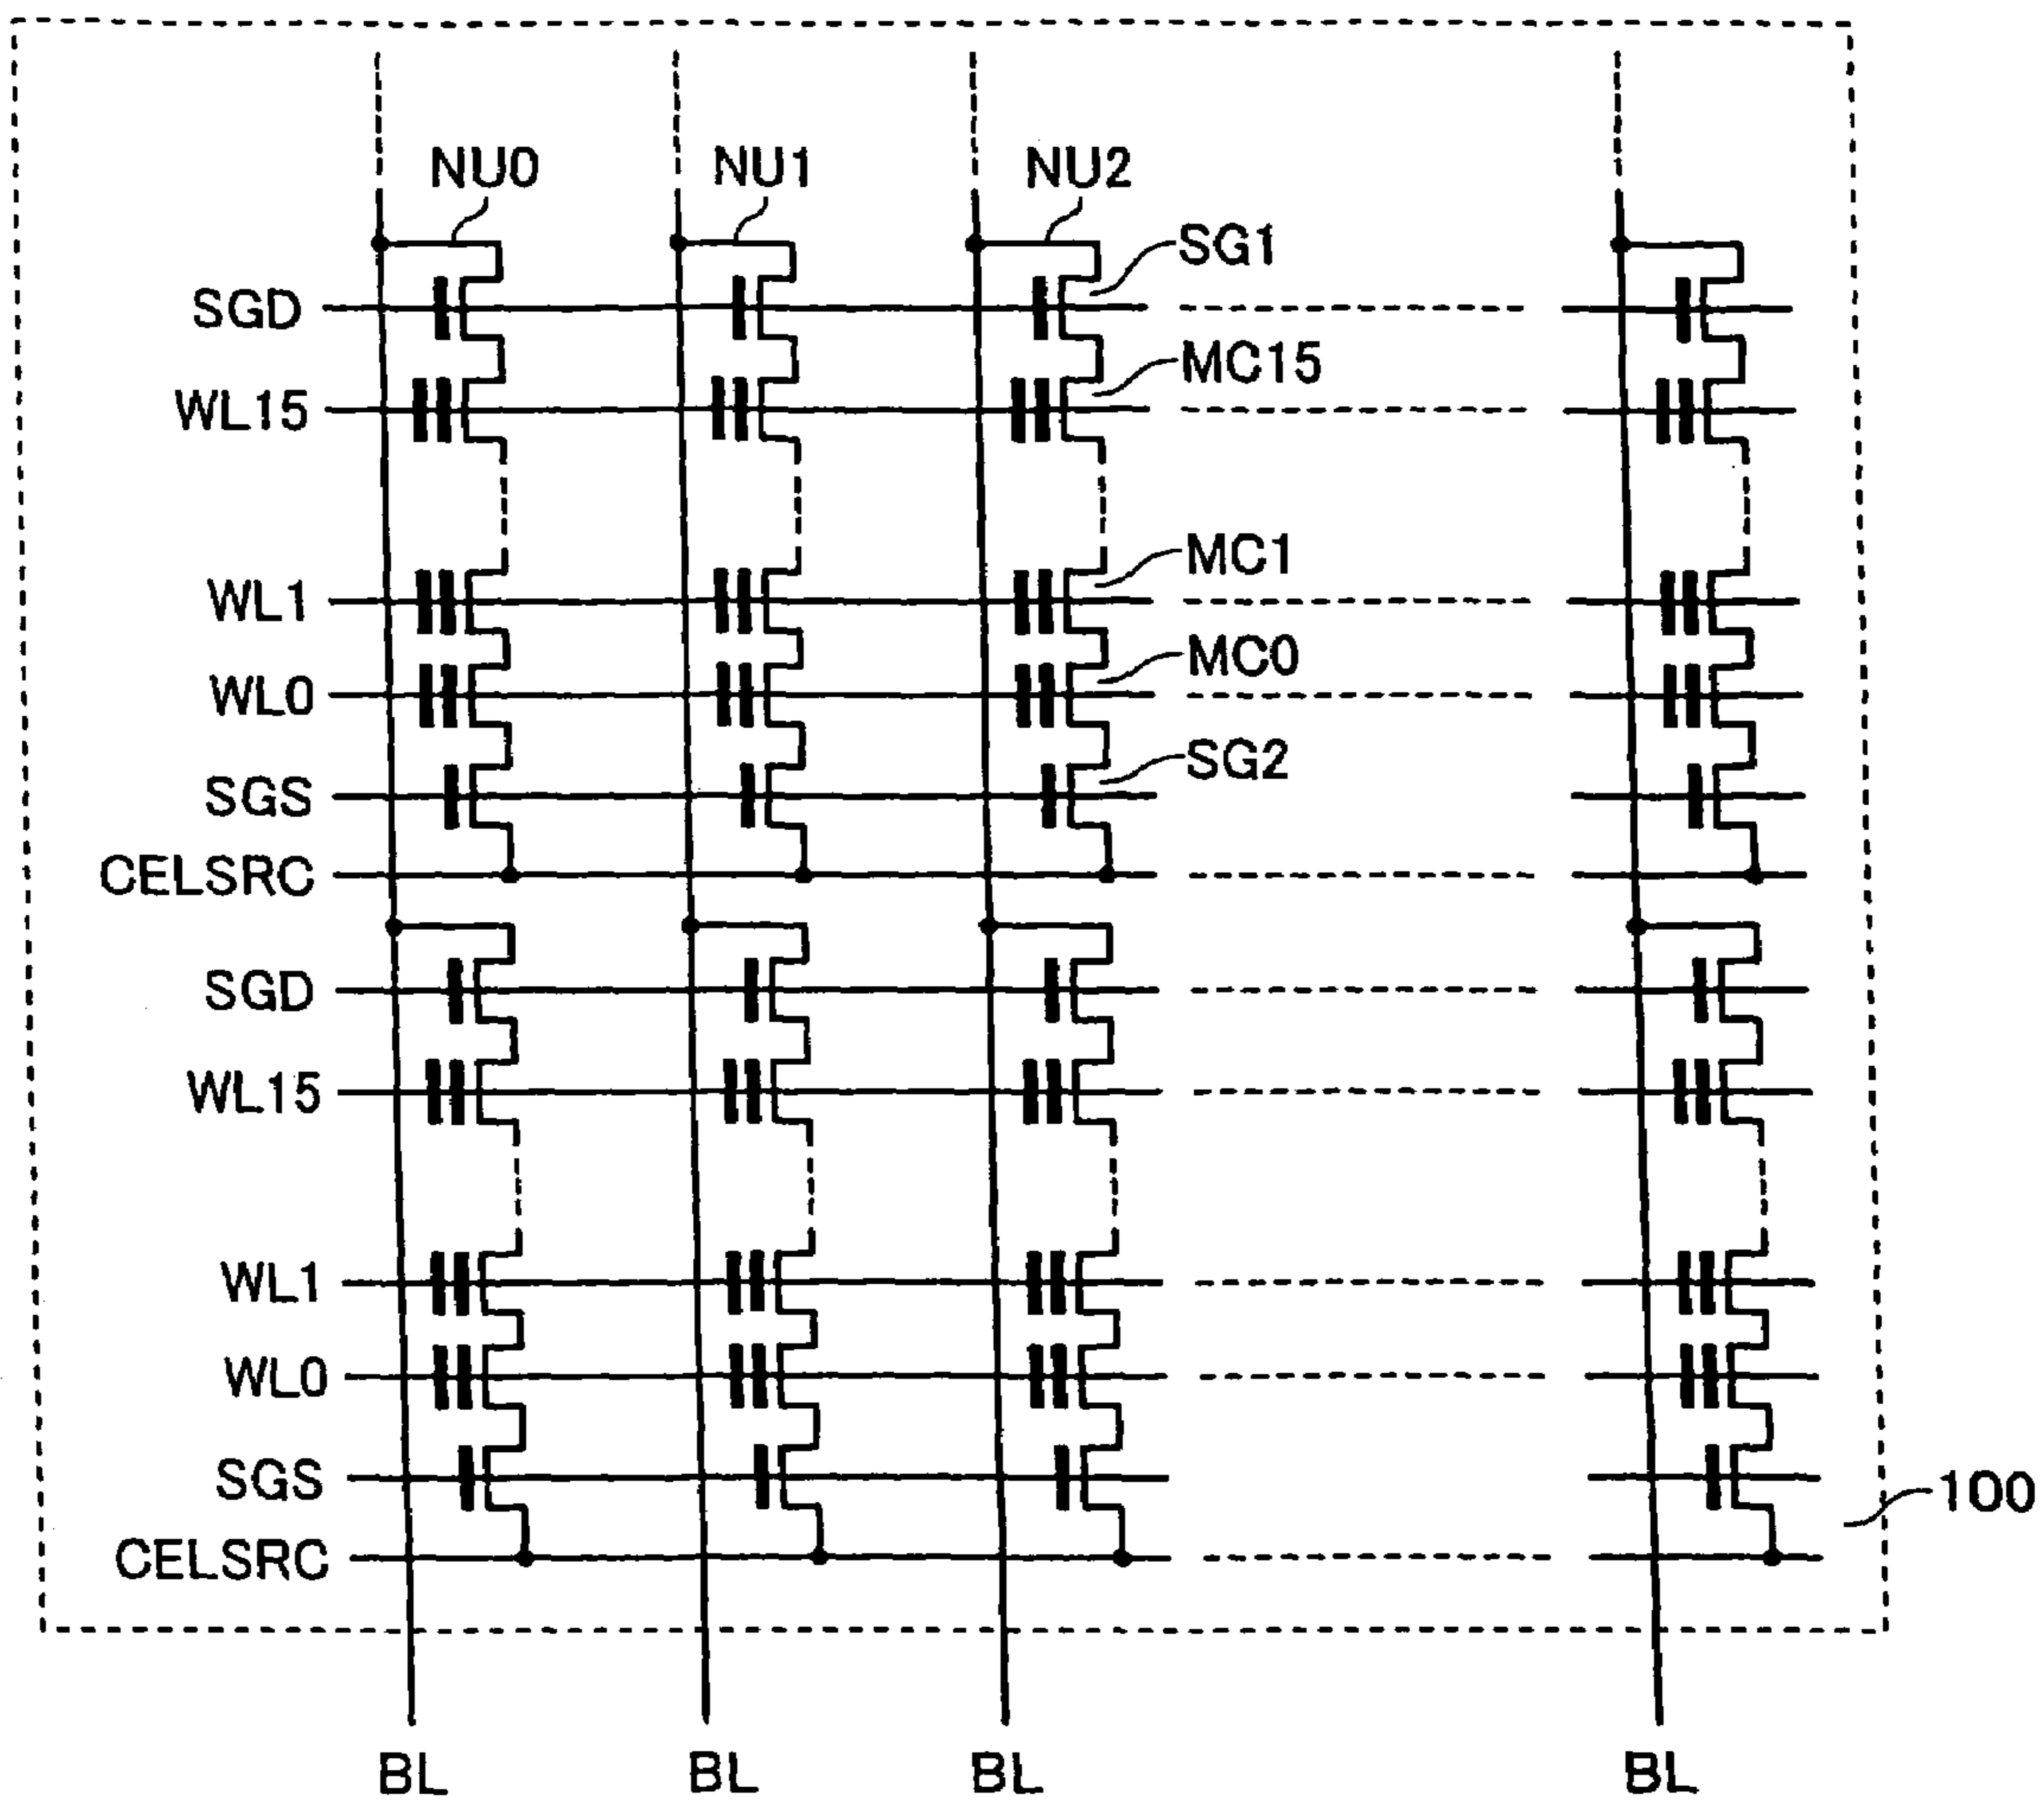 NU0 NU1 NU2
SG1
SGD
MC15
WL15
MC1
WL1
MC0
WL0
SG2
SGS
CELSRC
SGD
WL15
WL1
WL0
SGS
100
CELSRC
BL BL BL BL